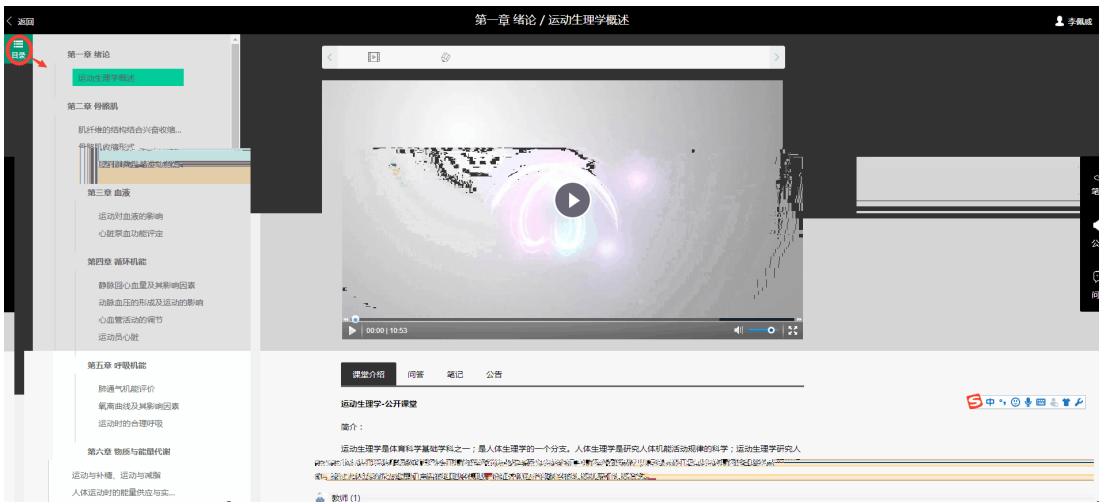 返回
第一章 绪论 / 运动生理学概述
李佩威
目录
第一章 绪论
运动生理学概述
第二章 骨骼肌
肌纤维的结构结合兴奋收缩...
第三章 血液
运动对血液的影响
心脏泵血功能评定
第四章 循环机能
静脉回心血量及其影响因素
动脉血压的形成及运动的影响
心血管活动的调节
运动员心脏
第五章 呼吸机能
肺通气机能评价
氧离曲线及其影响因素
运动时的合理呼吸
第六章 物质与能量代谢
运动与补糖，运动与减脂
人体运动时的能量供应与实...
00:00 | 10:53
课堂介绍 问答 笔记 公告
运动生理学-公开课堂
简介：
运动生理学是体育科学基础学科之一；是人体生理学的一个分支。人体生理学是研究人体机能活动规律的科学；运动生理学研究人
教师 (1)
笔
公
问
中